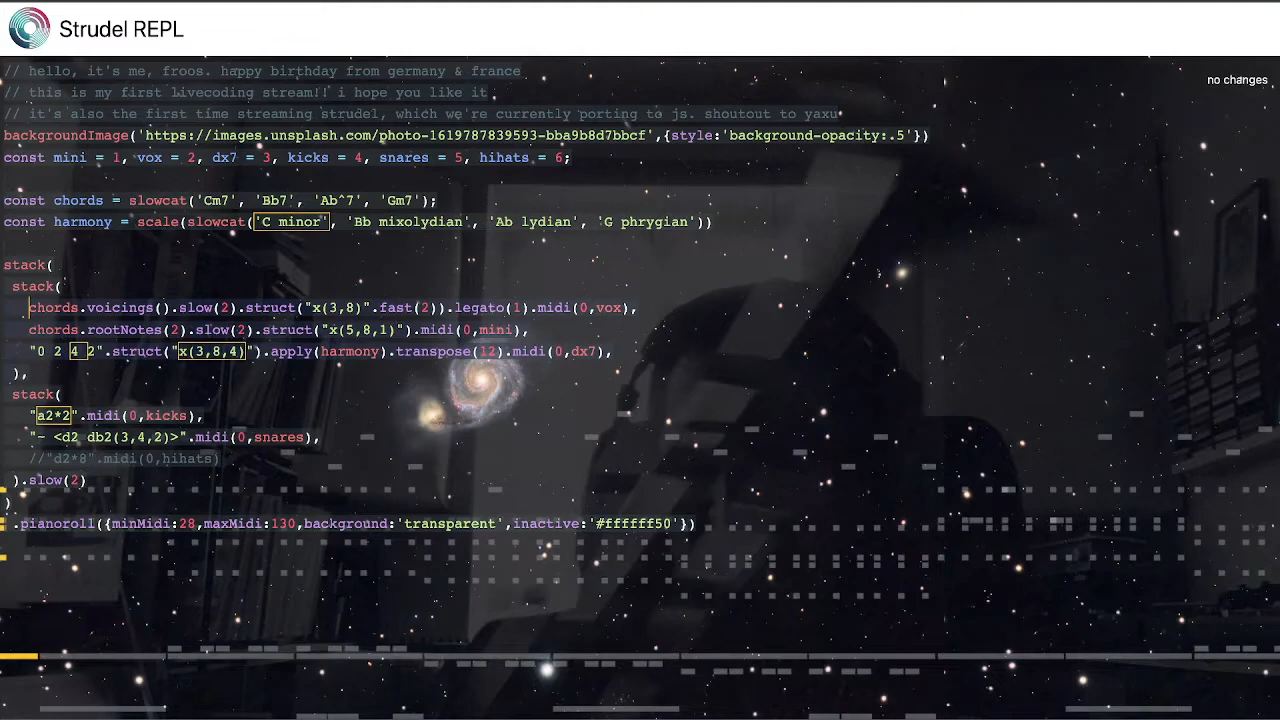 Strudel REPL
// hello, it's me, froos. happy birthday from germany & france
no changes
// this is my first livecoding stream!! i hope you like it
// it's also the first time streaming strudel, which we're currently porting to js. shoutout to yaxu
backgroundImage('https://images.unsplash.com/photo-1619787839593-bba9b8d7bbcf',{style:'background-opacity:.5'})
const mini = 1, vox = 2, dx7 = 3, kicks = 4, snares = 5, hihats = 6;
const chords = slowcat('Cm7', 'Bb7', 'Ab^7', 'Gm7');
const harmony = scale(slowcat('C minor', 'Bb mixolydian', 'Ab lydian', 'G phrygian'))
stack(
stack(
chords.voicings().slow(2).struct("x(3,8)".fast(2)).legato(1).midi(0,vox),
chords.rootNotes(2).slow(2).struct("x(5,8,1)").midi(0,mini),
"0 2 4 2".struct("x(3,8,4)").apply(harmony).transpose(12).midi(0,dx7),
),
stack(
"a2*2".midi(0,kicks),
"~ <d2 db2(3,4,2)>".midi(0,snares),
//"d2*8".midi(0,hihats)
).slow(2)
)
.pianoroll({minMidi:28,maxMidi:130,background:'transparent',inactive:'#ffffff50'})